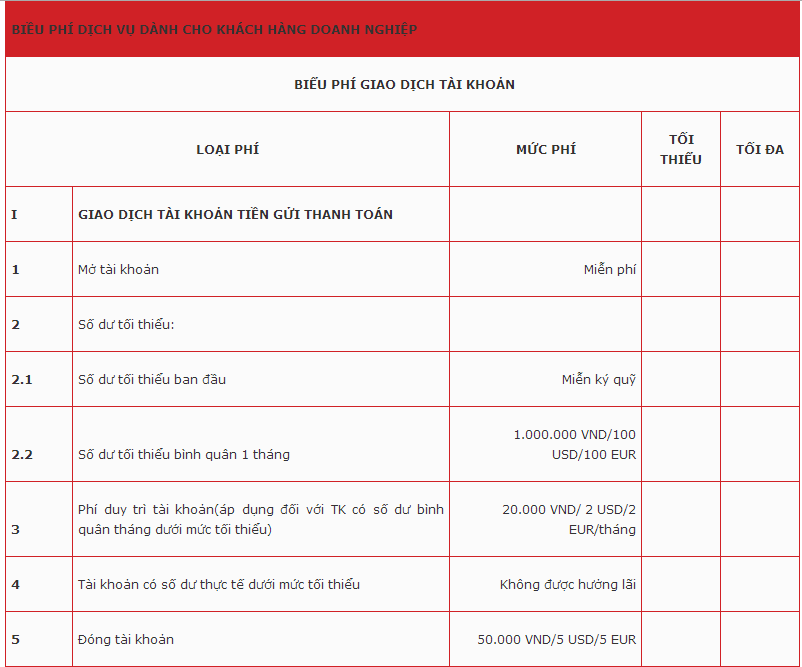 BIỂU PHÍ DỊCH VỤ DÀNH CHO KHÁCH HÀNG DOANH NGHIỆP
BIỂU PHÍ GIAO DỊCH TÀI KHOẢN
LOẠI PHÍ MỨC PHÍ TỐI THIỂU TỐI ĐA
I GIAO DỊCH TÀI KHOẢN TIỀN GỬI THANH TOÁN
1 Mở tài khoản Miễn phí
2 Số dư tối thiểu:
2.1 Số dư tối thiểu ban đầu Miễn ký quỹ
2.2 Số dư tối thiểu bình quân 1 tháng 1.000.000 VND/100 USD/100 EUR
3 Phí duy trì tài khoản(áp dụng đối với TK có số dư bình quân tháng dưới mức tối thiểu) 20.000 VND/ 2 USD/2 EUR/tháng
4 Tài khoản có số dư thực tế dưới mức tối thiểu Không được hưởng lãi
5 Đóng tài khoản 50.000 VND/5 USD/5 EUR